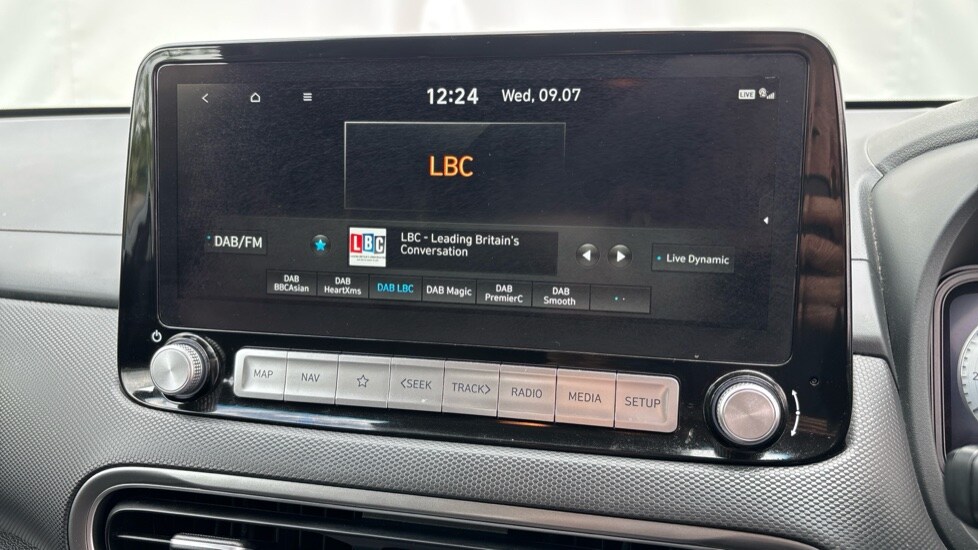 12:24 Wed, 09.07 LIVE
LBC
DAB/FM
LBC
LBC - Leading Britain's
Conversation
Live Dynamic
DAB
BBCAsian
DAB
HeartXms
DAB LBC
DAB Magic
DAB
PremierC
DAB
Smooth
MAP
NAV
<SEEK
TRACK>
RADIO
MEDIA
SETUP